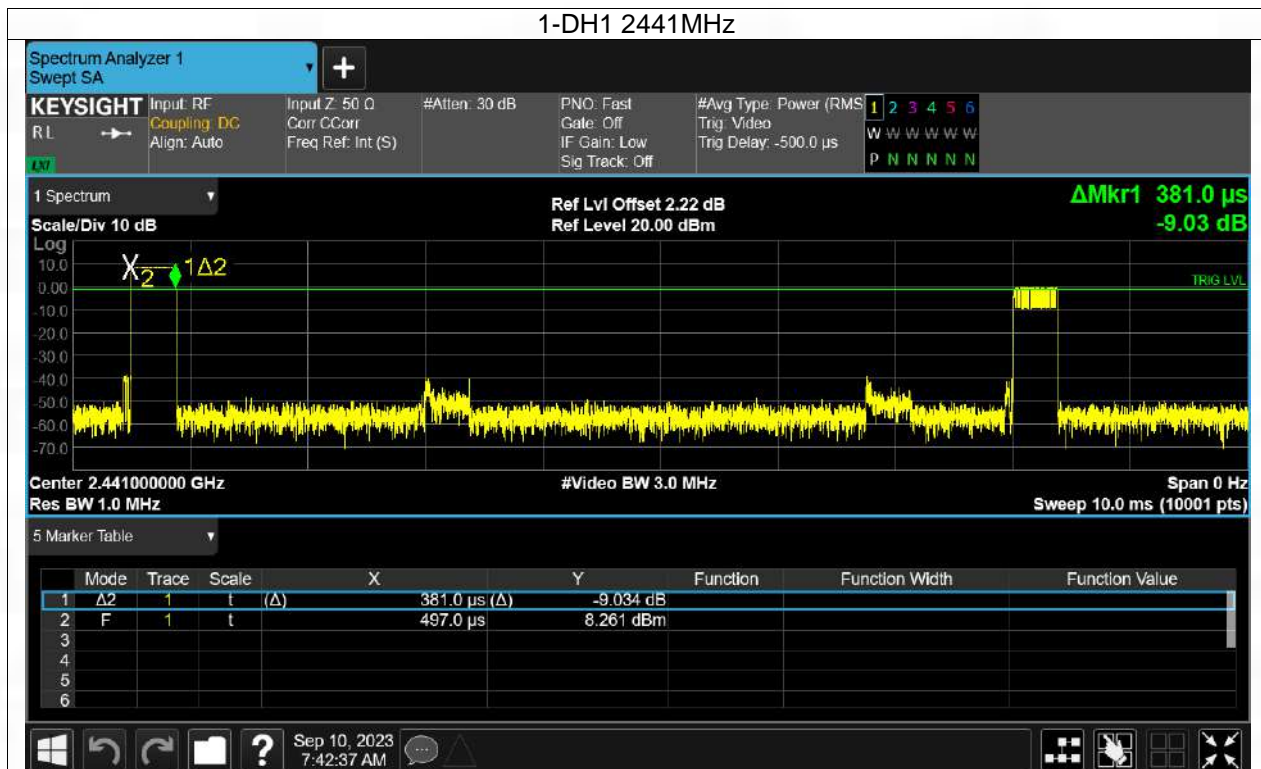 1-DH1 2441MHz
Spectrum Analyzer 1
Swept SA
+
KEYSIGHT Input: RF Input Z: 50 Ω #Atten: 30 dB PNO: Fast #Avg Type: Power (RMS 1 2 3 4 5 6
RL Coupling: DC Corr CCorr Gate: Off Trig: Video W W W W W W
Align: Auto Freq Ref: Int (S) IF Gain: Low Trig Delay: -500.0 µs
LXI Sig Track: Off P N N N N N
1 Spectrum Ref Lvl Offset 2.22 dB ΔMkr1 381.0 µs
Scale/Div 10 dB Ref Level 20.00 dBm -9.03 dB
Log
10.0 X2 1Δ2
0.00 TRIG LVL
-10.0
-20.0
-30.0
-40.0
-50.0
-60.0
-70.0
Center 2.441000000 GHz #Video BW 3.0 MHz Span 0 Hz
Res BW 1.0 MHz Sweep 10.0 ms (10001 pts)
5 Marker Table
Mode Trace Scale X Y Function Function Width Function Value
1 Δ2 1 t (Δ) 381.0 µs (Δ) -9.034 dB
2 F 1 t 497.0 µs 8.261 dBm
3
4
5
6
? Sep 10, 2023
7:42:37 AM